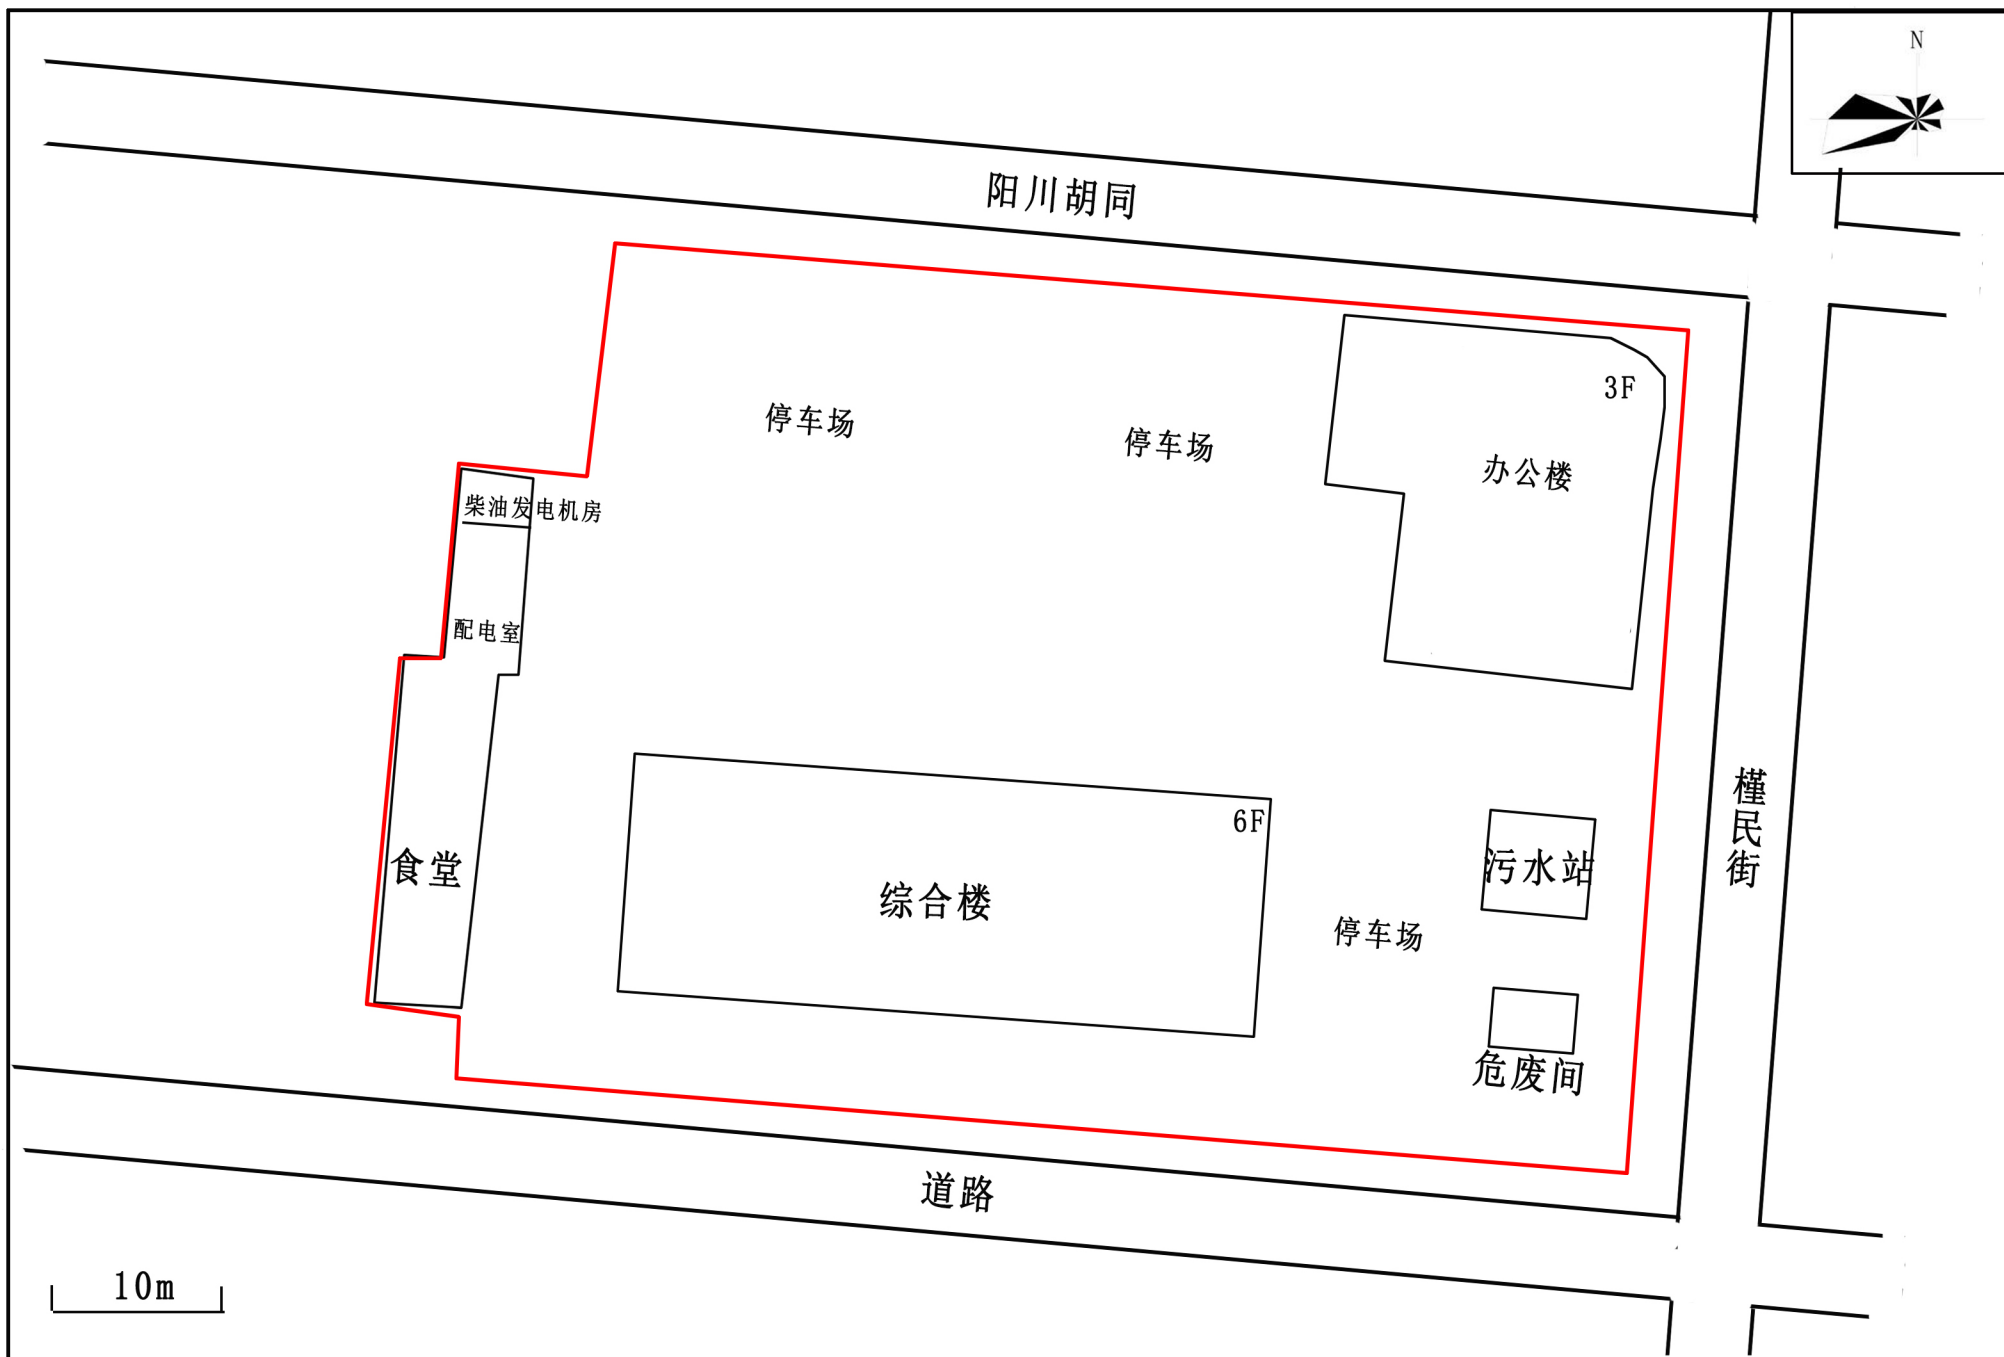 N
阳川胡同
3F
停车场
停车场
办公楼
柴油发电机房
配电室
槿民街
6F
食堂
污水站
综合楼
停车场
危废间
道路
10m